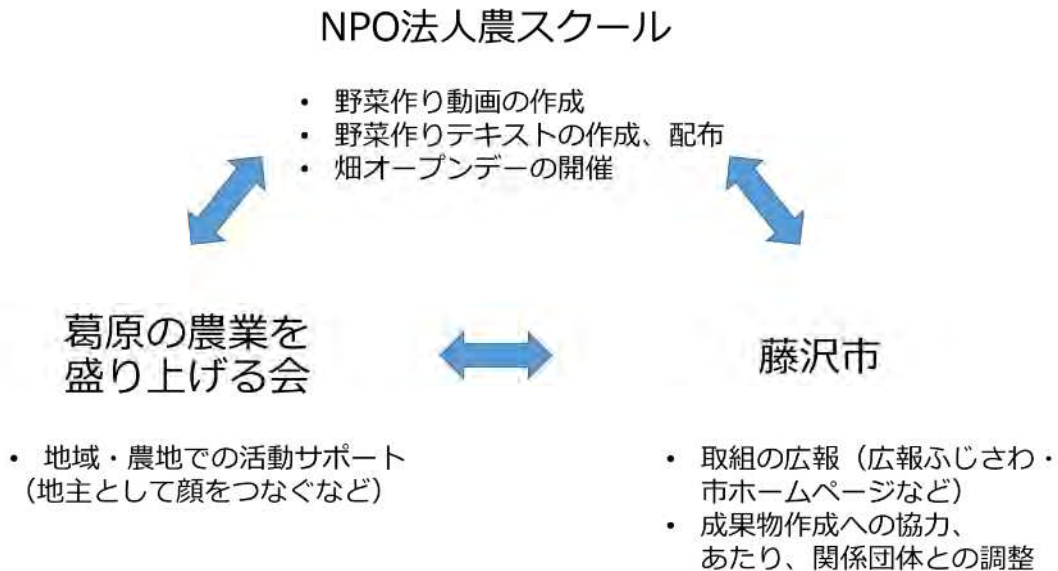 NPO法人農スクール
• 野菜作り動画の作成
• 野菜作りテキストの作成、配布
• 畑オープンデーの開催
葛原の農業を
盛り上げる会
• 地域・農地での活動サポート
（地主として顔をつなぐなど）
藤沢市
• 取組の広報（広報ふじさわ・
市ホームページなど）
• 成果物作成への協力、
あたり、関係団体との調整